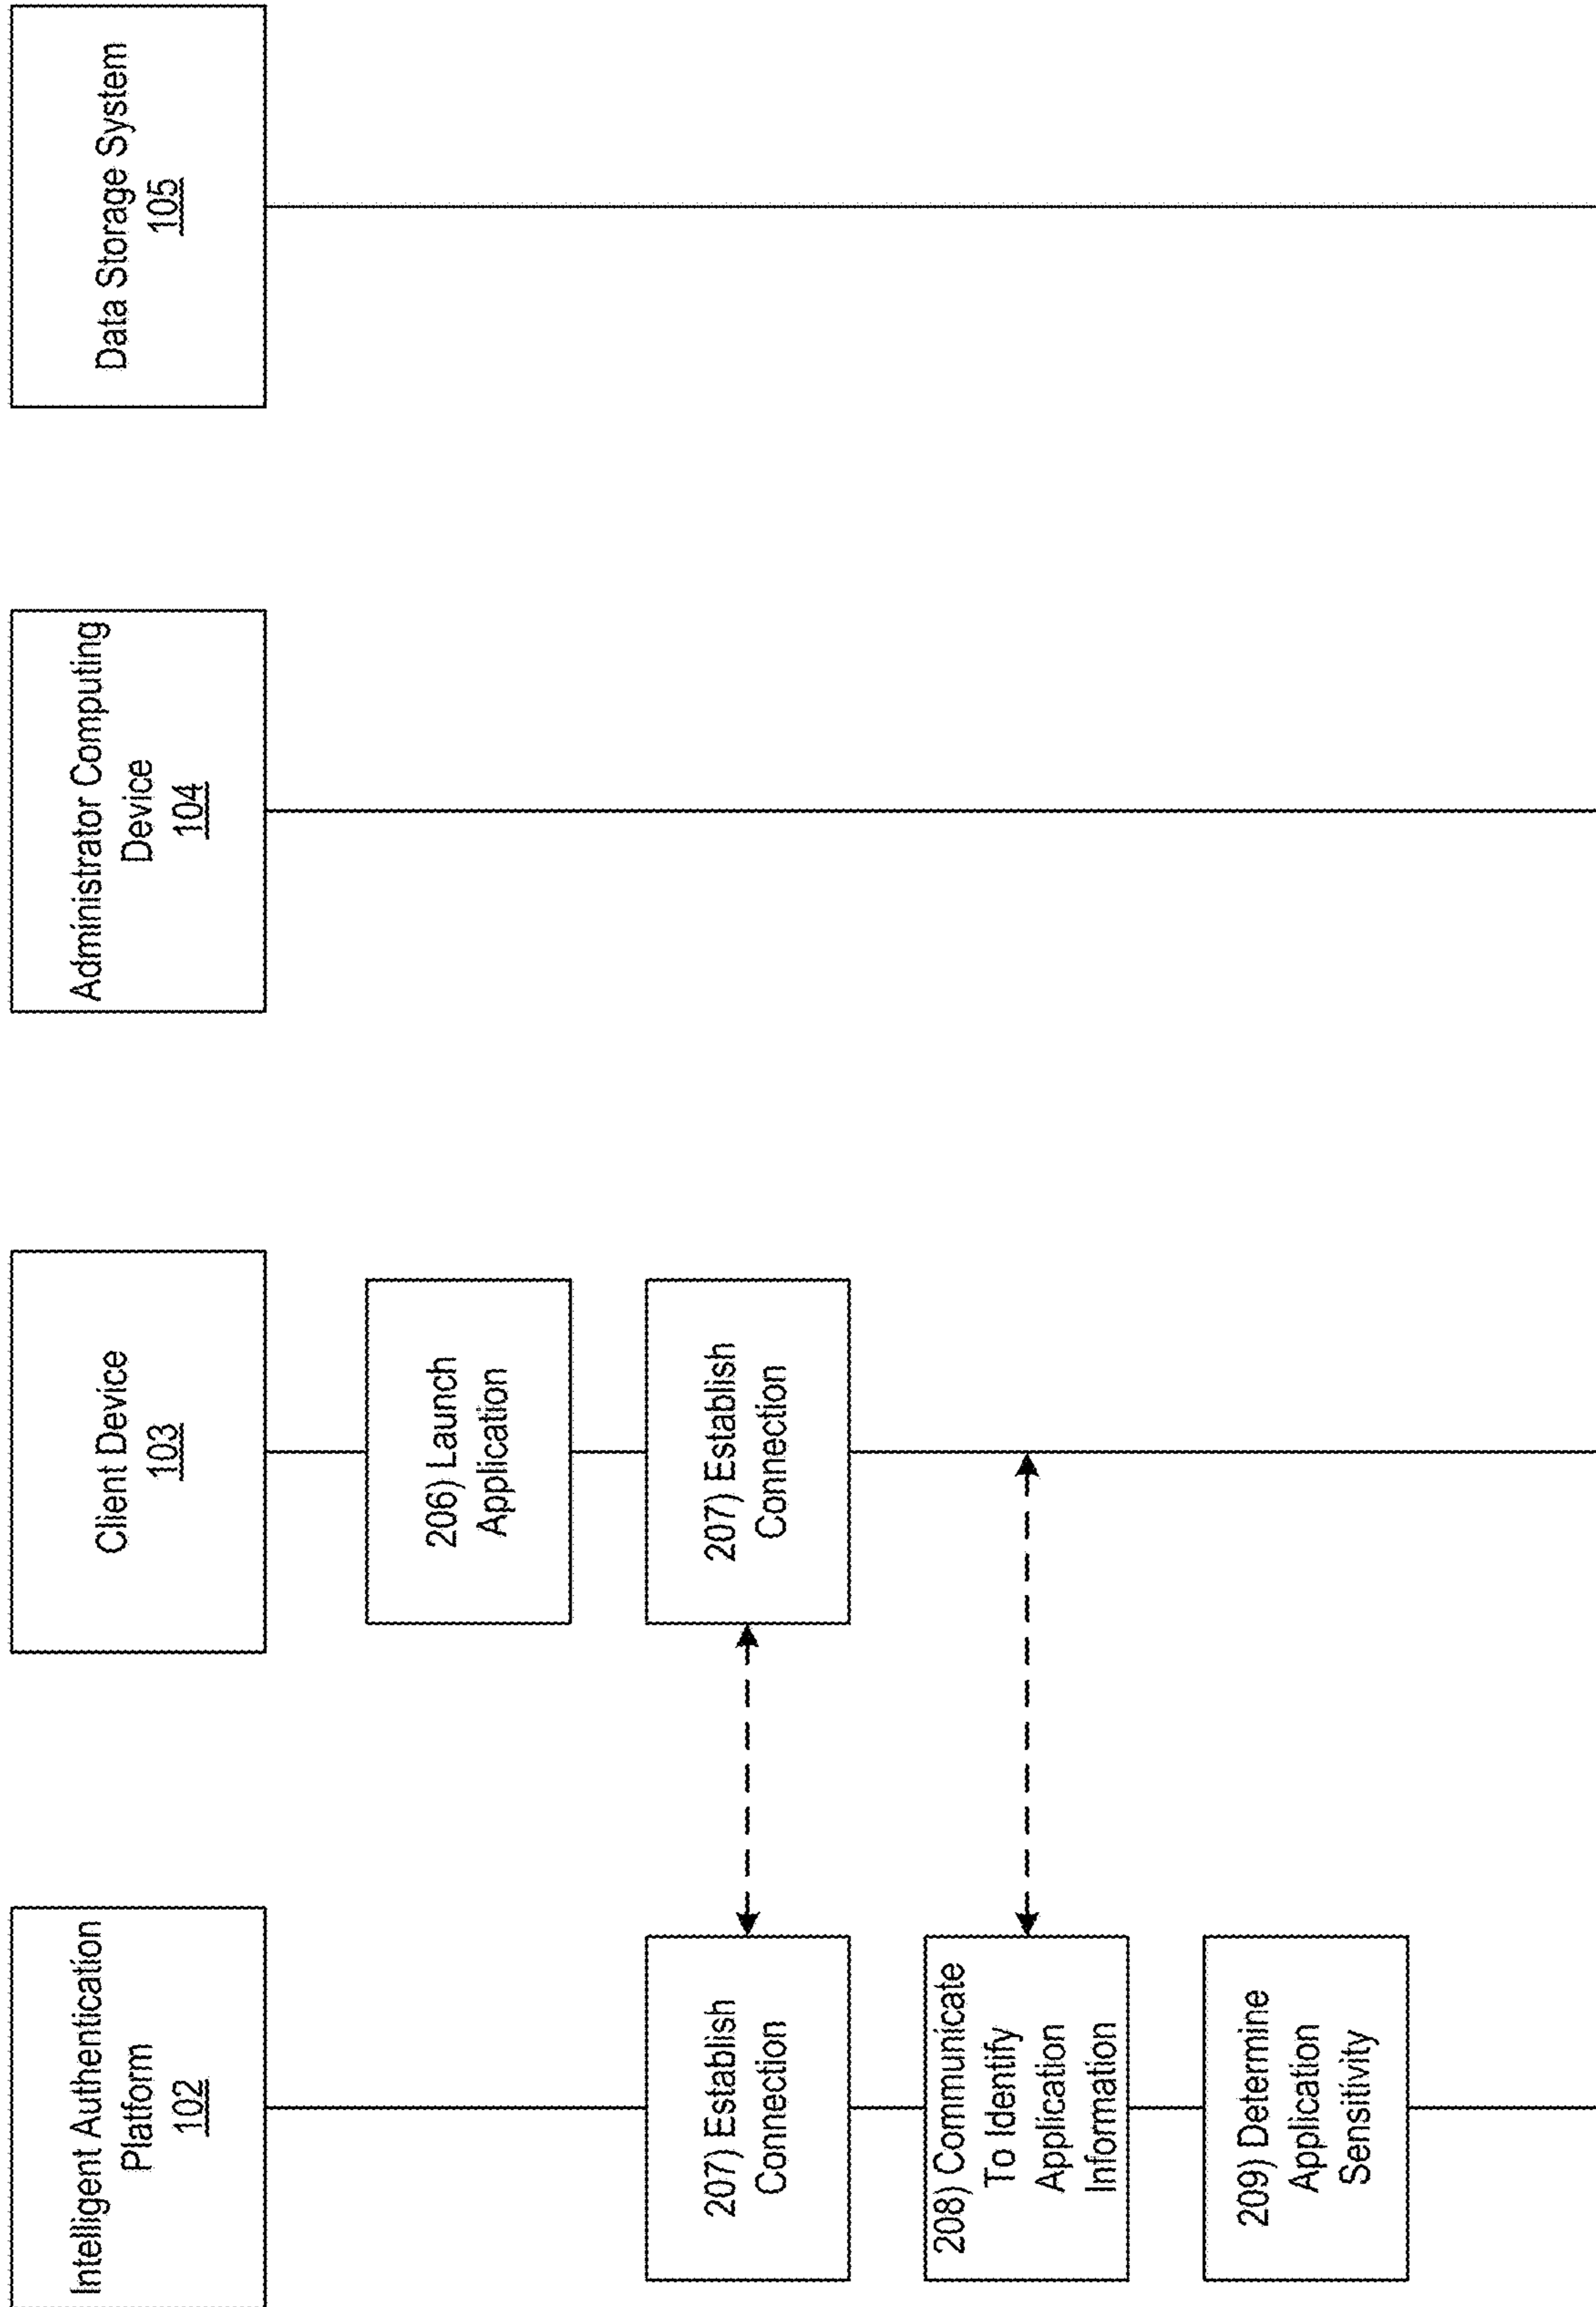 Intelligent Authentication
Platform
102
Client Device
103
Administrator Computing
Device
104
Data Storage System
105
206) Launch
Application
207) Establish
Connection
207) Establish
Connection
208) Communicate
To Identify
Application
Information
209) Determine
Application
Sensitivity